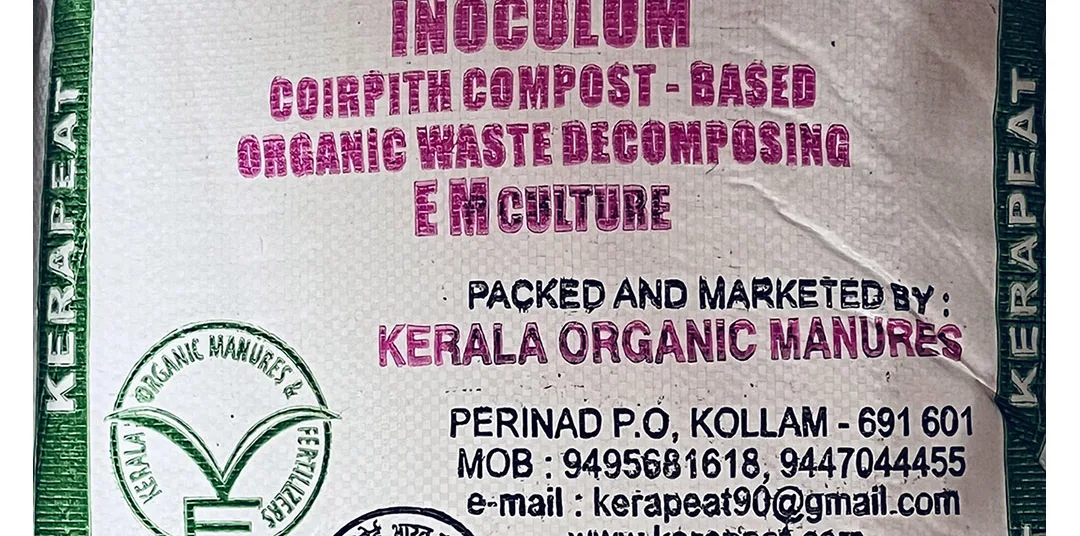 INOCULUM
COIRPITH COMPOST - BASED
ORGANIC WASTE DECOMPOSING
E M CULTURE
PACKED AND MARKETED BY :
KERALA ORGANIC MANURES
PERINAD P.O, KOLLAM - 691 601
MOB : 9495681618, 9447044455
e-mail : kerapeat90@gmail.com
KERAPEAT
KERAPEAT
KERALA ORGANIC MANURES & FERTILIZERS